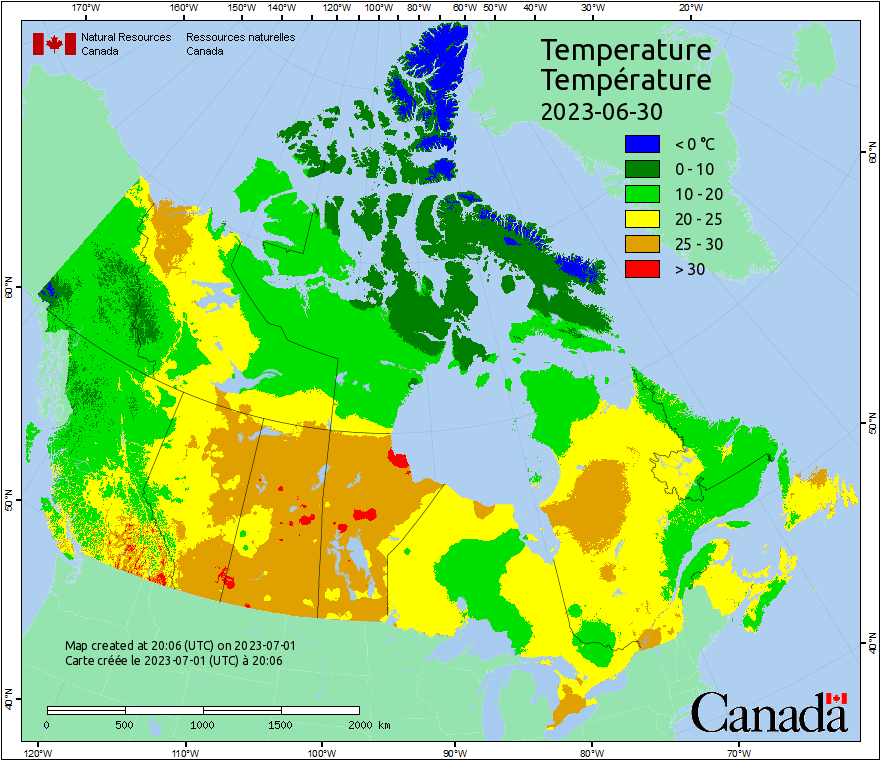 170°W 160°W 150°W 140°W 130°W 120°W 110°W 100°W 80°W 60°W 50°W 40°W 30°W 20°W
Natural Resources Ressources naturelles
Canada Canada
Temperature
Température
2023-06-30
< 0 °C
0 - 10
10 - 20
20 - 25
25 - 30
> 30
60°N
50°N
40°N
60°N
50°N
40°N
Map created at 20:06 (UTC) on 2023-07-01
Carte créée le 2023-07-01 (UTC) à 20:06
0 500 1000 1500 2000 km
Canada
120°W 110°W 100°W 90°W 80°W 70°W